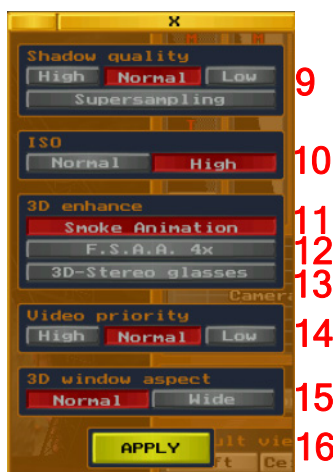 x
Shadow quality
High Normal Low 9
Supersampling
ISO
Normal High 10
3D enhance
Smoke Animation 11
F.S.A.A. 4x 12
3D-Stereo glasses 13
Camera
Video priority
High Normal Low 14
3D window aspect
Normal Wide 15
APPLY 16